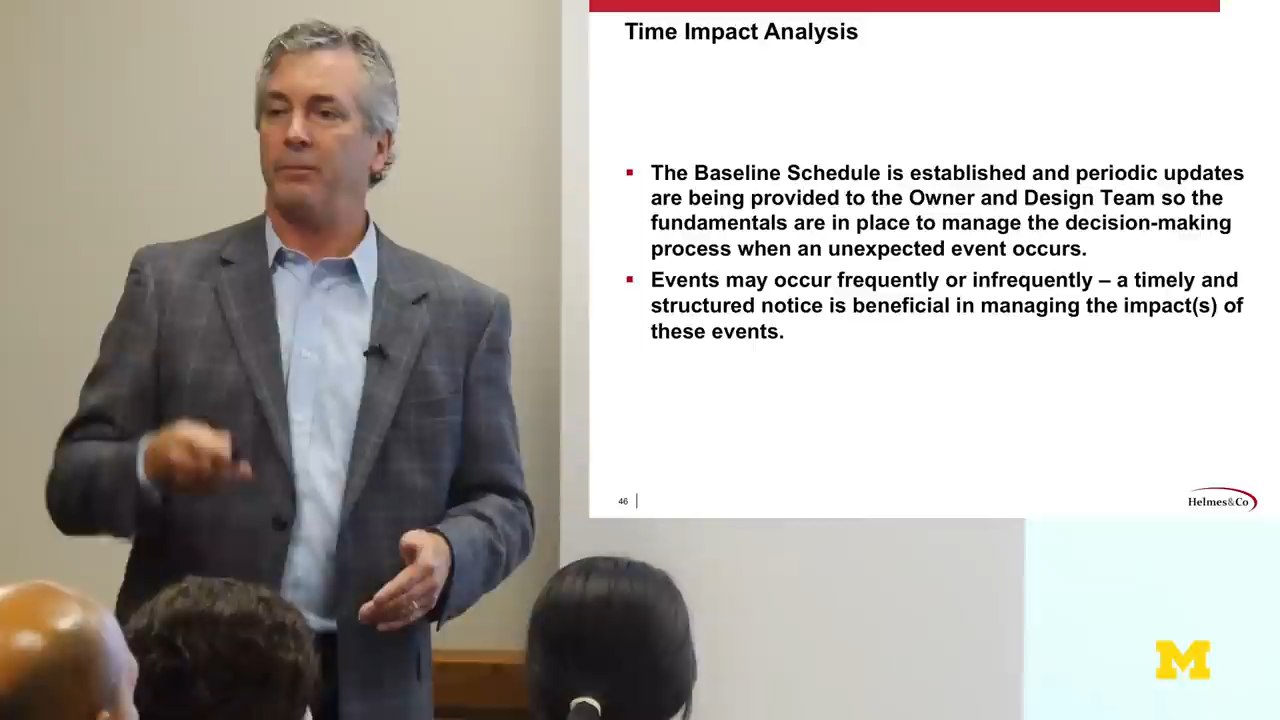 Time Impact Analysis
▪ The Baseline Schedule is established and periodic updates
are being provided to the Owner and Design Team so the
fundamentals are in place to manage the decision-making
process when an unexpected event occurs.
▪ Events may occur frequently or infrequently – a timely and
structured notice is beneficial in managing the impact(s) of
these events.
46
Helmes&Co
M